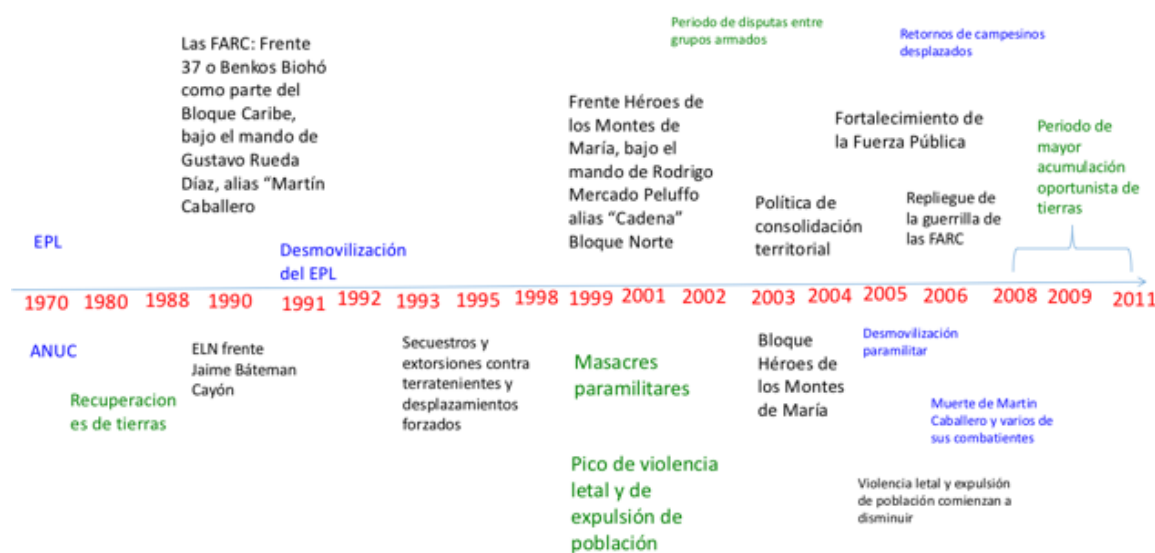 Las FARC: Frente
37 o Benkos Biohó
como parte del
Bloque Caribe,
bajo el mando de
Gustavo Rueda
Díaz, alias “Martín
Caballero
Periodo de disputas entre
grupos armados
Retornos de campesinos
desplazados
Frente Héroes de
los Montes de
María, bajo el
mando de Rodrigo
Mercado Peluffo
alias “Cadena”
Bloque Norte
Fortalecimiento de
la Fuerza Pública
Periodo de
mayor
acumulación
oportunista de
tierras
Política de
consolidación
territorial
Repliegue de
la guerrilla de
las FARC
EPL
Desmovilización
del EPL
1970 1980 1988 1990 1991 1992 1993 1995 1998 1999 2001 2002 2003 2004 2005 2006 2008 2009 2011
ANUC
Recuperacion
es de tierras
ELN frente
Jaime Báteman
Cayón
Secuestros y
extorsiones contra
terratenientes y
desplazamientos
forzados
Masacres
paramilitares
Pico de violencia
letal y de
expulsión de
población
Bloque
Héroes de
los Montes
de María
Desmovilización
paramilitar
Muerte de Martin
Caballero y varios de
sus combatientes
Violencia letal y expulsión
de población comienzan a
disminuir